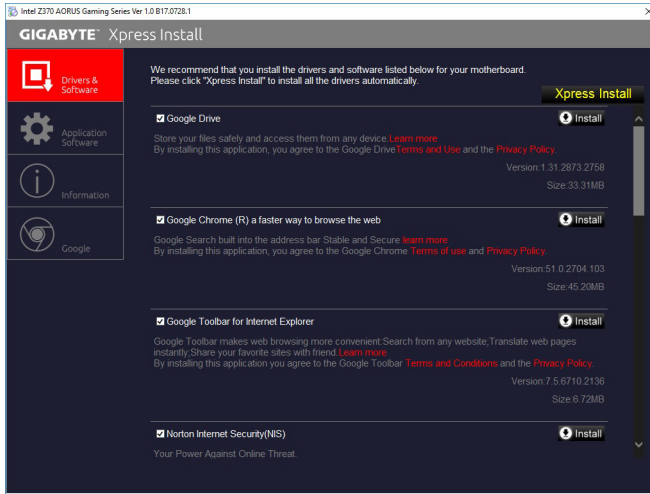 Intel Z370 AORUS Gaming Series Ver 1.0 B17.0728.1
GIGABYTE™ Xpress Install
Drivers &
Software
Application
Software
Information
Google
We recommend that you install the drivers and software listed below for your motherboard.
Please click "Xpress Install" to install all the drivers automatically.
Xpress Install
Google Drive
Install
Store your files safely and access them from any device.Learn more
By installing this application, you agree to the Google DriveTerms and Use and the Privacy Policy.
Version:1.31.2873.2758
Size:33.31MB
Google Chrome (R) a faster way to browse the web
Install
Google Search built into the address bar Stable and Secure learn more
By installing this application, you agree to the Google Chrome Terms of use and Privacy Policy.
Version:51.0.2704.103
Size:45.20MB
Google Toolbar for Internet Explorer
Install
Google Toolbar makes web browsing more convenient:Search from any website,Translate web pages
instantly,Share your favorite sites with friend.Learn more
By installing this application you agree to the Google Toolbar Terms and Conditions and the Privacy Policy.
Version:7.5.6710.2136
Size:6.72MB
Norton Internet Security(NIS)
Install
Your Power Against Online Threat.